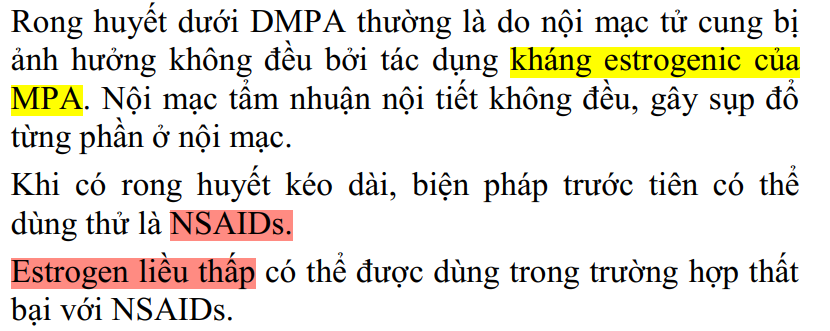 Rong huyết dưới DMPA thường là do nội mạc tử cung bị
ảnh hưởng không đều bởi tác dụng kháng estrogenic của
MPA. Nội mạc tẩm nhuận nội tiết không đều, gây sụp đổ
từng phần ở nội mạc.
Khi có rong huyết kéo dài, biện pháp trước tiên có thể
dùng thử là NSAIDs.
Estrogen liều thấp có thể được dùng trong trường hợp thất
bại với NSAIDs.